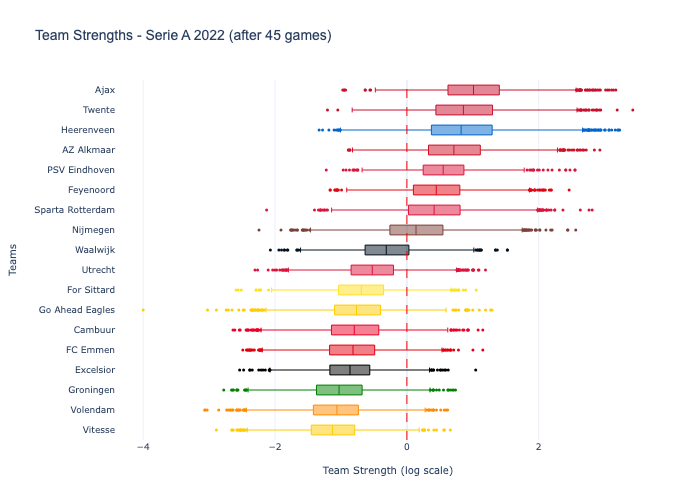 Team Strengths - Serie A 2022 (after 45 games)
Ajax
Twente
Heerenveen
AZ Alkmaar
PSV Eindhoven
Feyenoord
Sparta Rotterdam
Nijmegen
Waalwijk
Utrecht
For Sittard
Go Ahead Eagles
Cambuur
FC Emmen
Excelsior
Groningen
Volendam
Vitesse
Teams
−4 −2 0 2
Team Strength (log scale)